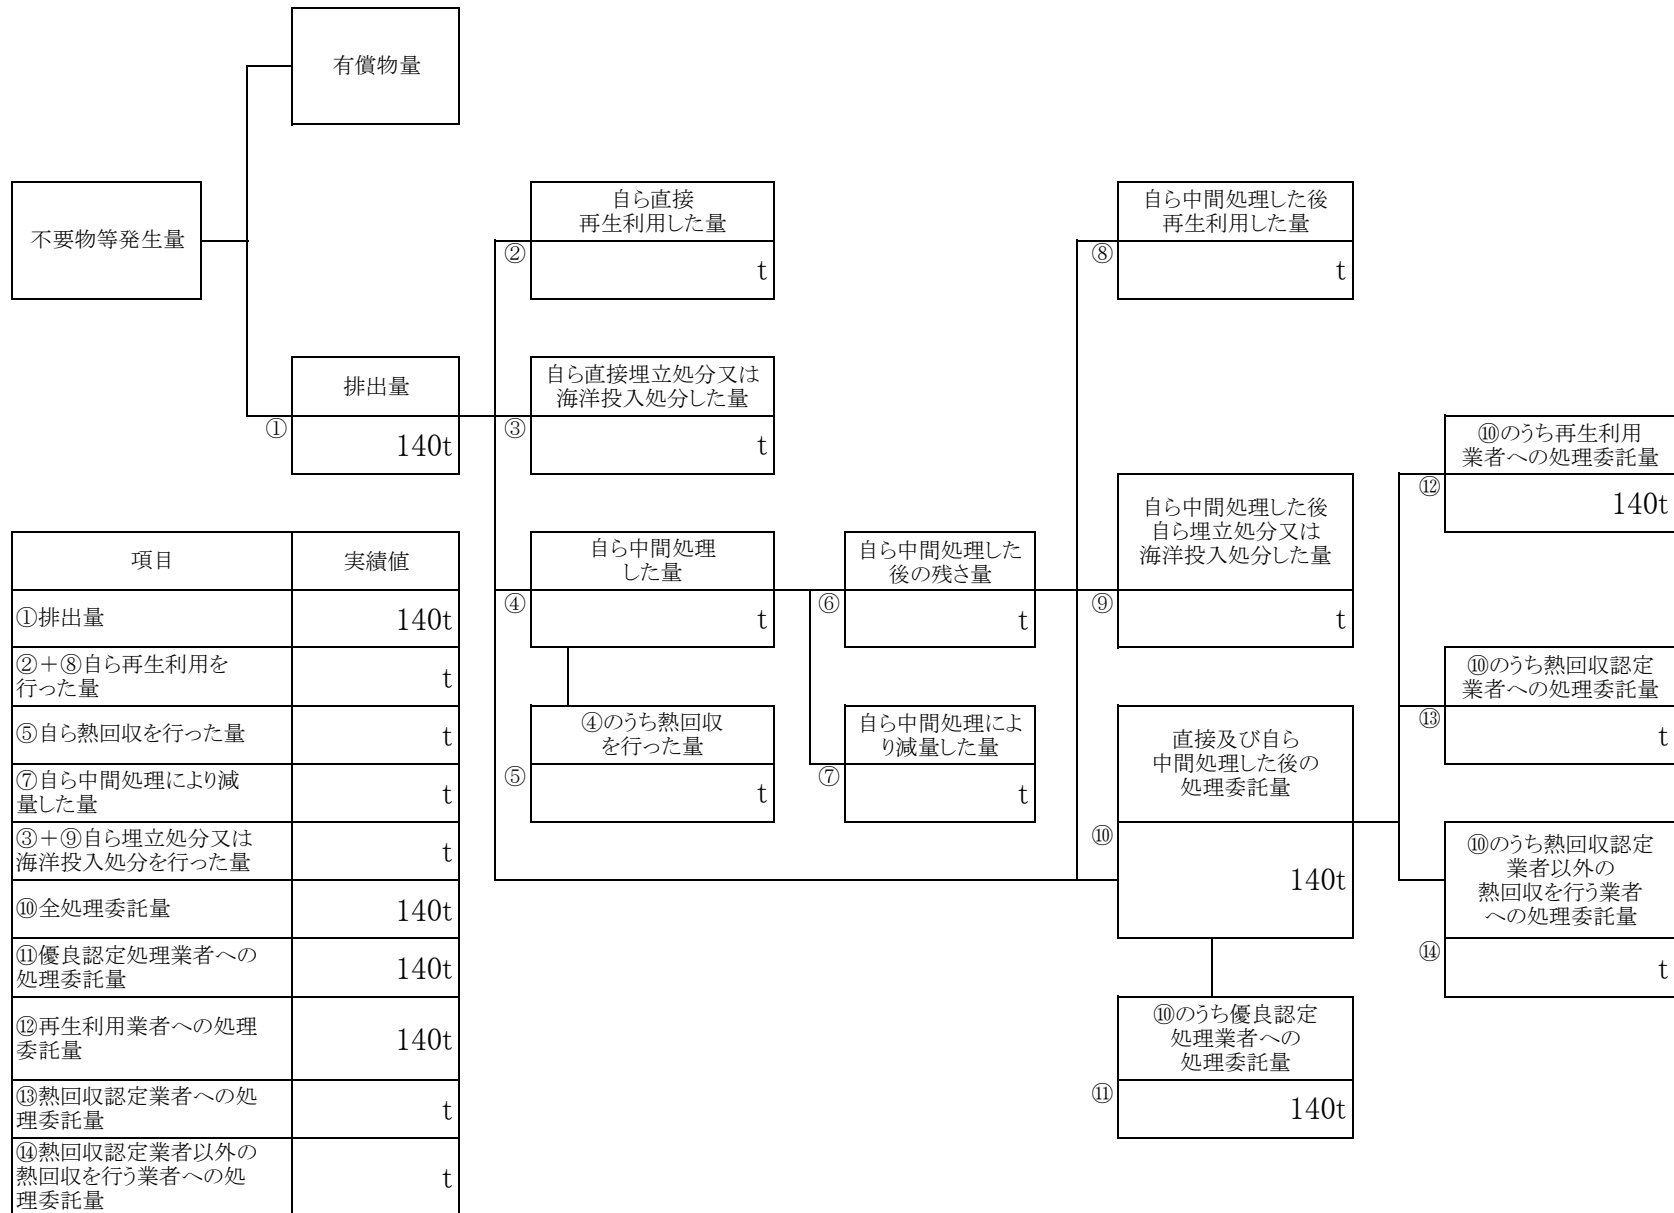 有償物量
不要物等発生量
①
排出量
140t
②
自ら直接
再生利用した量
t
③
自ら直接埋立処分又は
海洋投入処分した量
t
④
自ら中間処理
した量
t
⑤
④のうち熱回収
を行った量
t
⑥
自ら中間処理した
後の残さ量
t
⑦
自ら中間処理によ
り減量した量
t
⑧
自ら中間処理した後
再生利用した量
t
⑨
自ら中間処理した後
自ら埋立処分又は
海洋投入処分した量
t
⑩
直接及び自ら
中間処理した後の
処理委託量
140t
⑪
⑩のうち優良認定
処理業者への
処理委託量
140t
⑫
⑩のうち再生利用
業者への処理委託量
140t
⑬
⑩のうち熱回収認定
業者への処理委託量
t
⑭
⑩のうち熱回収認定
業者以外の
熱回収を行う業者
への処理委託量
t
項目 実績値
①排出量 140t
②＋⑧自ら再生利用を
行った量 t
⑤自ら熱回収を行った量 t
⑦自ら中間処理により減
量した量 t
③＋⑨自ら埋立処分又は
海洋投入処分を行った量 t
⑩全処理委託量 140t
⑪優良認定処理業者への
処理委託量 140t
⑫再生利用業者への処理
委託量 140t
⑬熱回収認定業者への処
理委託量 t
⑭熱回収認定業者以外の
熱回収を行う業者への処
理委託量 t